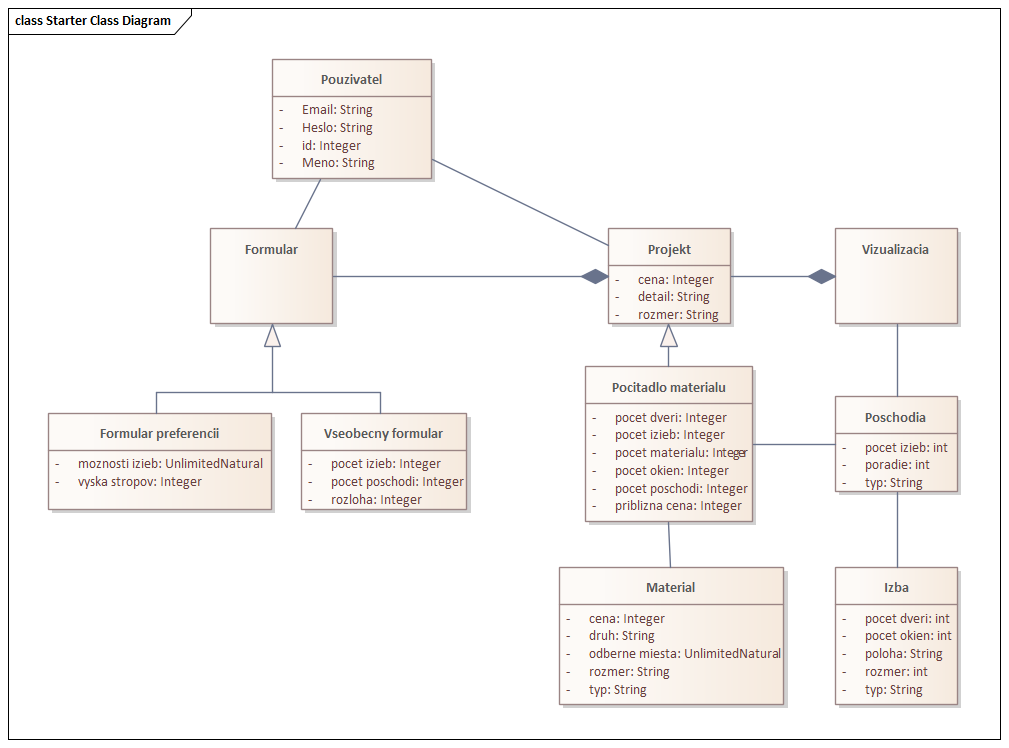 class Starter Class Diagram
Pouzivatel
- Email: String
- Heslo: String
- id: Integer
- Meno: String
Formular
Projekt
- cena: Integer
- detail: String
- rozmer: String
Vizualizacia
Formular preferencii
- moznosti izieb: UnlimitedNatural
- vyska stropov: Integer
Vseobecny formular
- pocet izieb: Integer
- pocet poschodi: Integer
- rozloha: Integer
Pocitadlo materialu
- pocet dveri: Integer
- pocet izieb: Integer
- pocet materialu: Integer
- pocet okien: Integer
- pocet poschodi: Integer
- priblizna cena: Integer
Poschodia
- pocet izieb: int
- poradie: int
- typ: String
Material
- cena: Integer
- druh: String
- odberne miesta: UnlimitedNatural
- rozmer: String
- typ: String
Izba
- pocet dveri: int
- pocet okien: int
- poloha: String
- rozmer: int
- typ: String